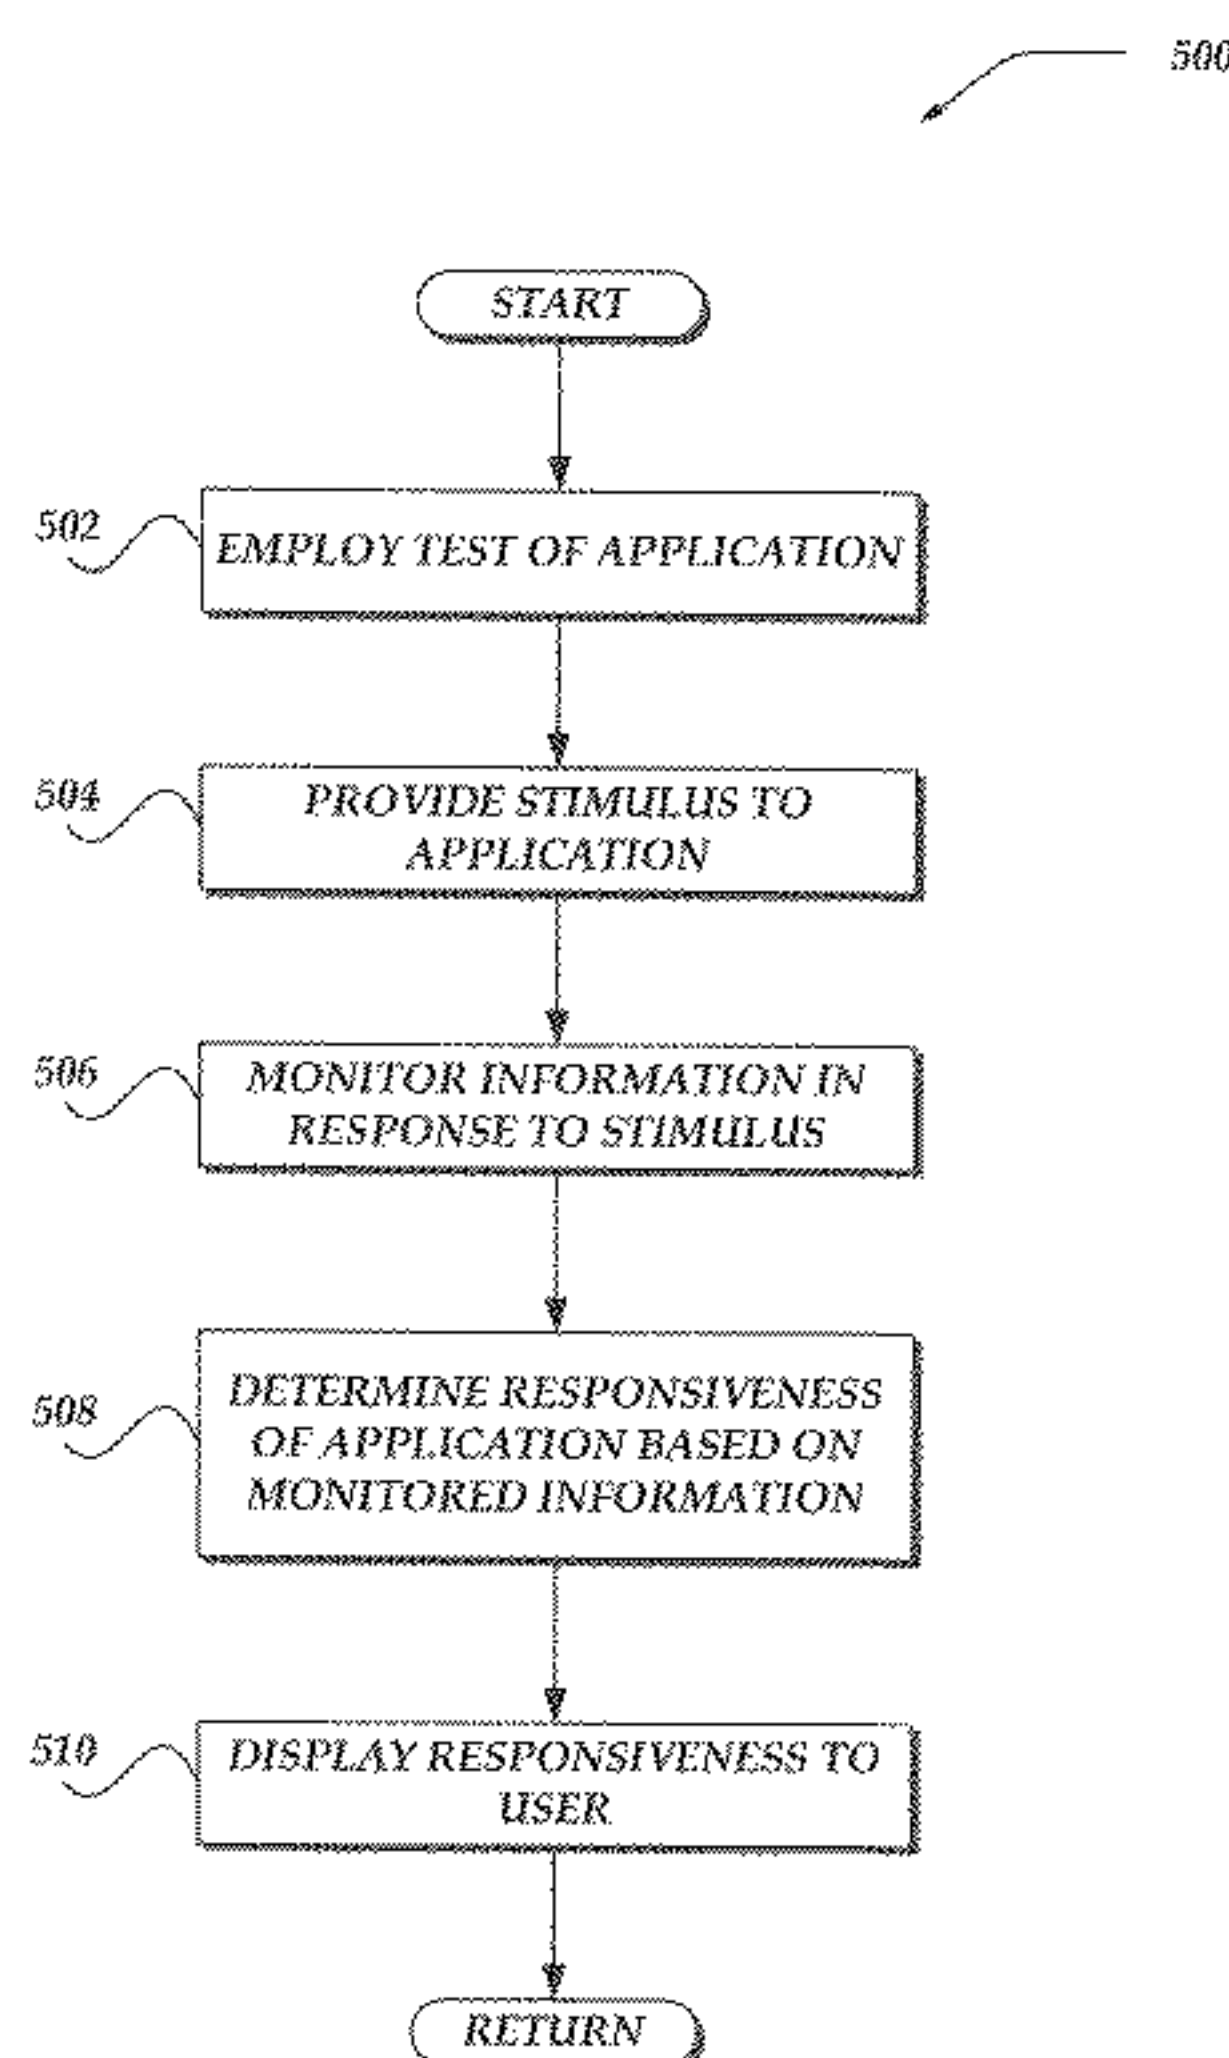 500
START
502
EMPLOY TEST OF APPLICATION
504
PROVIDE STIMULUS TO
APPLICATION
506
MONITOR INFORMATION IN
RESPONSE TO STIMULUS
508
DETERMINE RESPONSIVENESS
OF APPLICATION BASED ON
MONITORED INFORMATION
510
DISPLAY RESPONSIVENESS TO
USER
RETURN